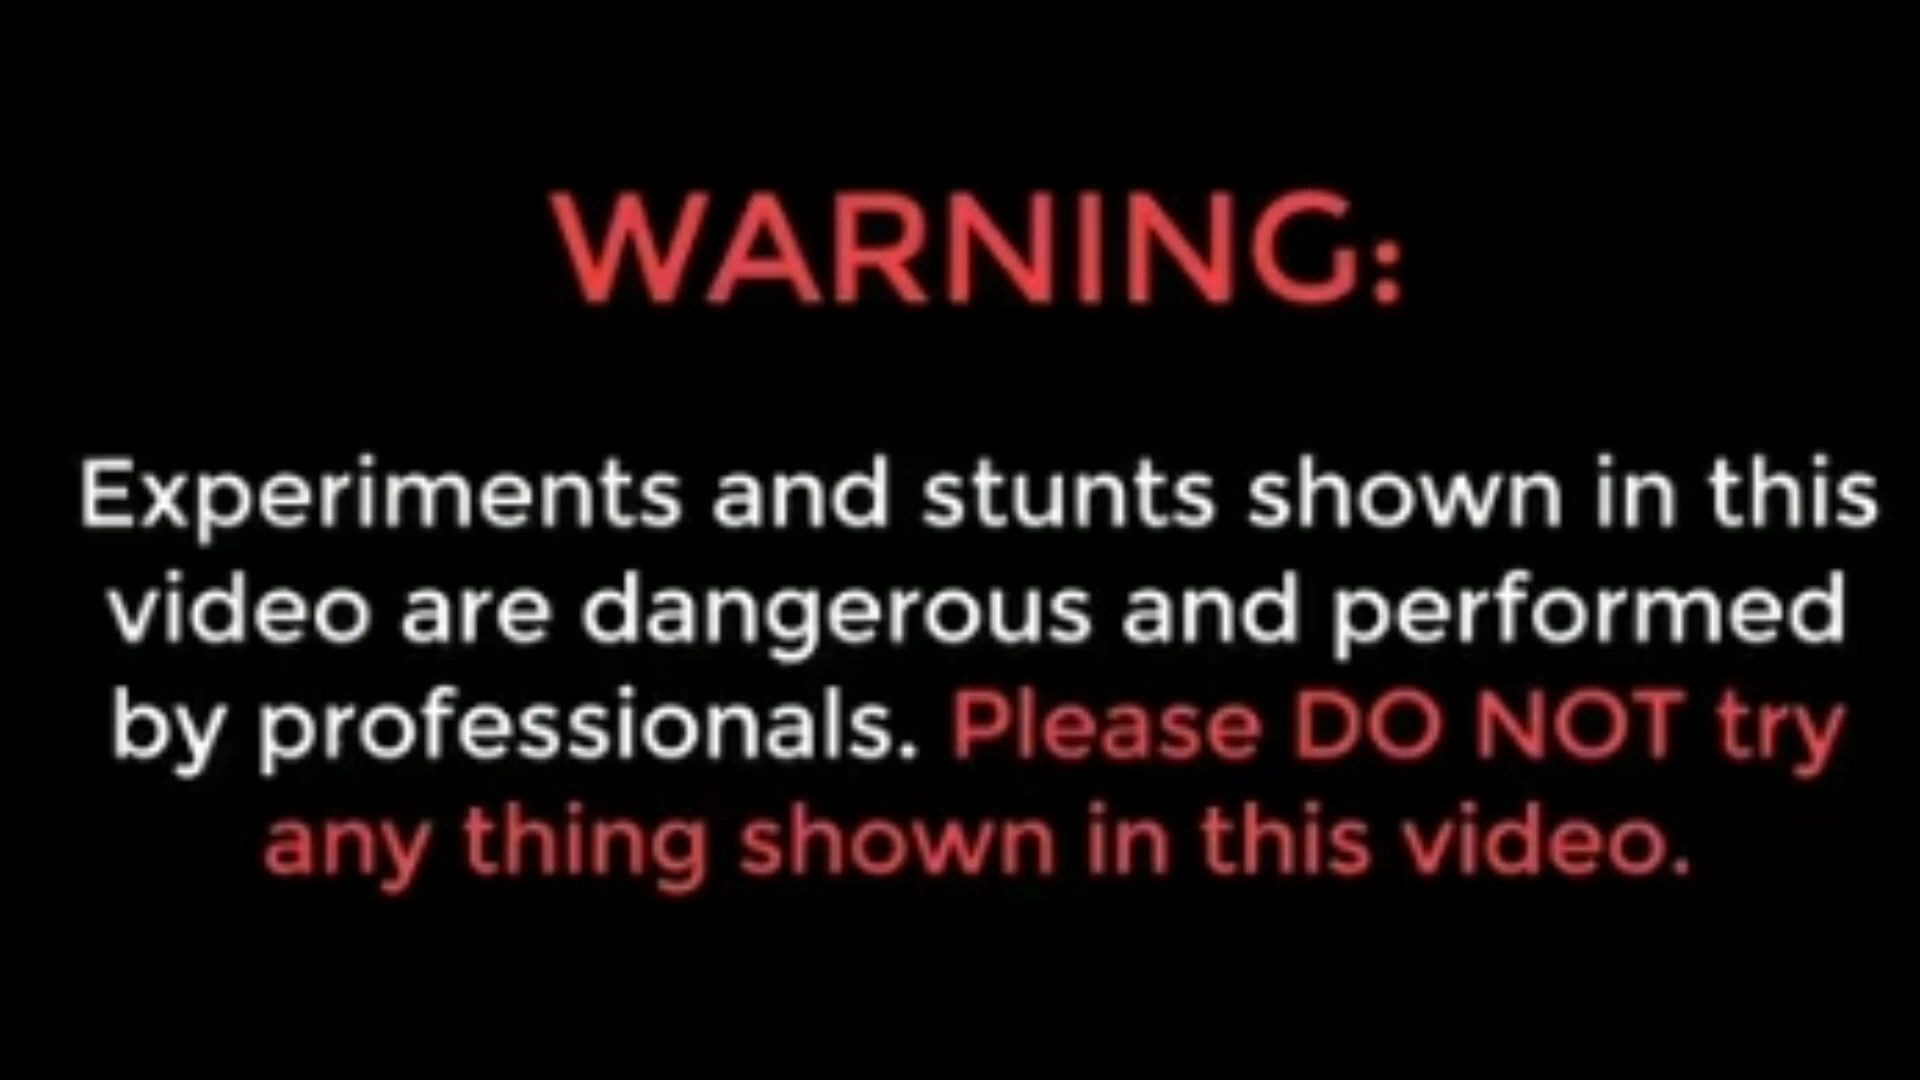 WARNING:
Experiments and stunts shown in this
video are dangerous and performed
by professionals. Please DO NOT try
any thing shown in this video.